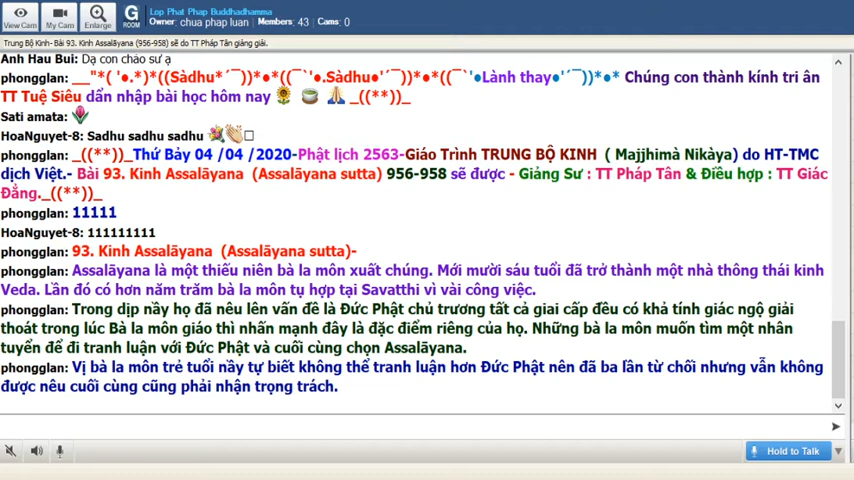 View Cam
My Cam
Enlarge
G
ROOM
Lop Phat Phap Buddhadhamma
Owner: chua phap luan Members: 43 Cams: 0
Trung Bộ Kinh- Bài 93. Kinh Assalāyana (956-958) sẽ do TT Pháp Tân giảng giải.
Anh Hau Bui: Dạ con chào sư ạ
phongglan: __"*( '●.*)*((Sàdhu*´¯))*●*((¯`'●.Sàdhu●'´¯))*●*((¯`'●Lành thay●'´¯))*●* Chúng con thành kính tri ân
TT Tuệ Siêu dẩn nhập bài học hôm nay 🌻 🍵 🙏 _((**))_
Sati amata: 🌷
HoaNguyet-8: Sadhu sadhu sadhu 💐👏□
phongglan: _((**))_Thứ Bảy 04 /04 /2020-Phật lịch 2563-Giáo Trình TRUNG BỘ KINH ( Majjhimà Nikàya) do HT-TMC
dịch Việt.- Bài 93. Kinh Assalāyana (Assalāyana sutta) 956-958 sẽ được - Giảng Sư : TT Pháp Tân & Điều hợp : TT Giác
Đẳng._((**))_
phongglan: 11111
HoaNguyet-8: 111111111
phongglan: 93. Kinh Assalāyana (Assalāyana sutta)-
phongglan: Assalāyana là một thiếu niên bà la môn xuất chúng. Mới mười sáu tuổi đã trở thành một nhà thông thái kinh
Veda. Lần đó có hơn năm trăm bà la môn tụ hợp tại Savatthi vì vài công việc.
phongglan: Trong dịp nầy họ đã nêu lên vấn đề là Đức Phật chủ trương tất cả giai cấp đều có khả tính giác ngộ giải
thoát trong lúc Bà la môn giáo thì nhấn mạnh đây là đặc điểm riêng của họ. Những bà la môn muốn tìm một nhân
tuyển để đi tranh luận với Đức Phật và cuối cùng chọn Assalāyana.
phongglan: Vị bà la môn trẻ tuổi nầy tự biết không thể tranh luận hơn Đức Phật nên đã ba lần từ chối nhưng vẫn không
được nêu cuối cùng cũng phải nhận trọng trách.
Hold to Talk